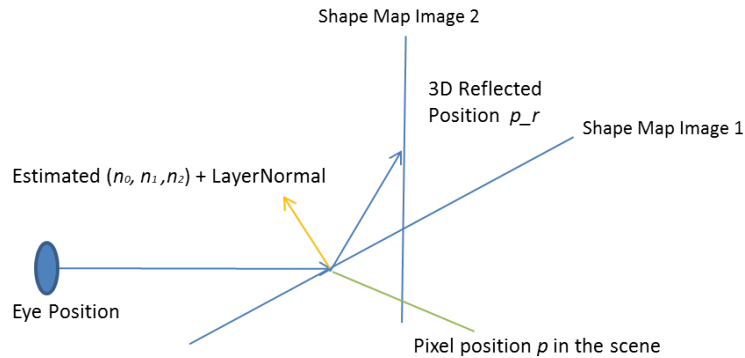 Shape Map Image 2
3D Reflected
Position p_r
Shape Map Image 1
Estimated (n₀, n₁ ,n₂) + LayerNormal
Eye Position
Pixel position p in the scene